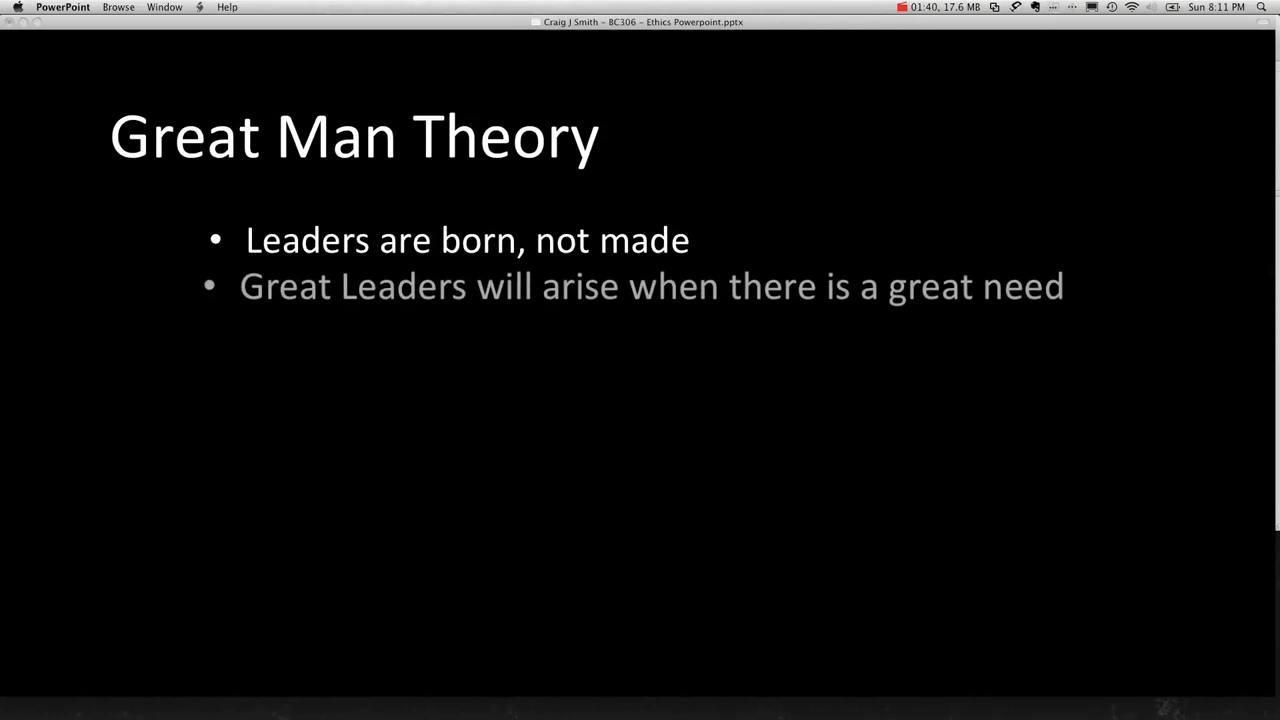 PowerPoint Browse Window Help 01:40, 17.6 MB Sun 8:11 PM
Craig J Smith – BC306 – Ethics Powerpoint.pptx
Great Man Theory
• Leaders are born, not made
• Great Leaders will arise when there is a great need